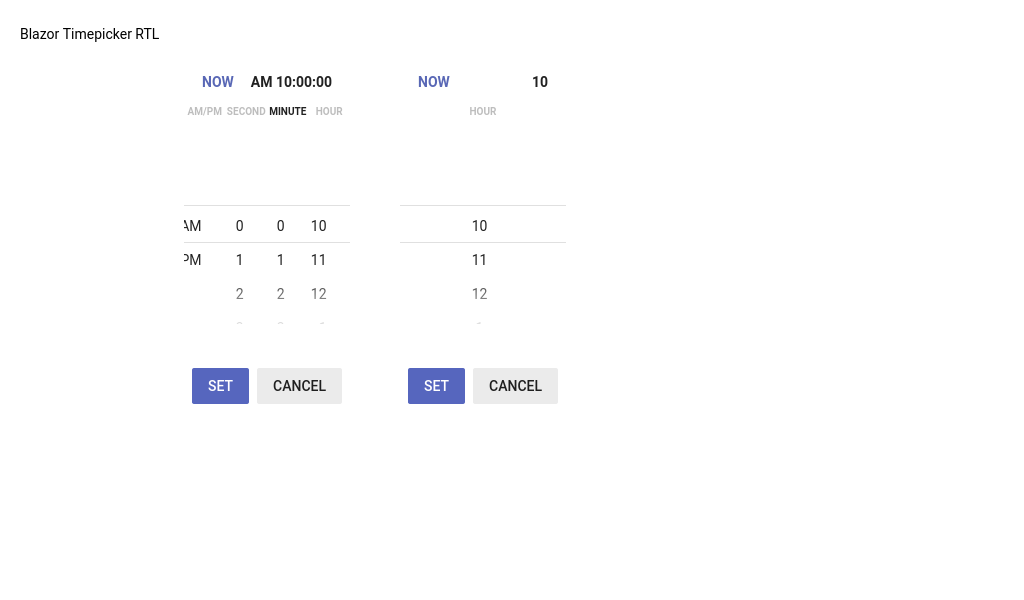 Blazor Timepicker RTL
NOW AM 10:00:00
AM/PM SECOND MINUTE HOUR
AM 0 0 10
PM 1 1 11
2 2 12
SET CANCEL
NOW 10
HOUR
10
11
12
SET CANCEL